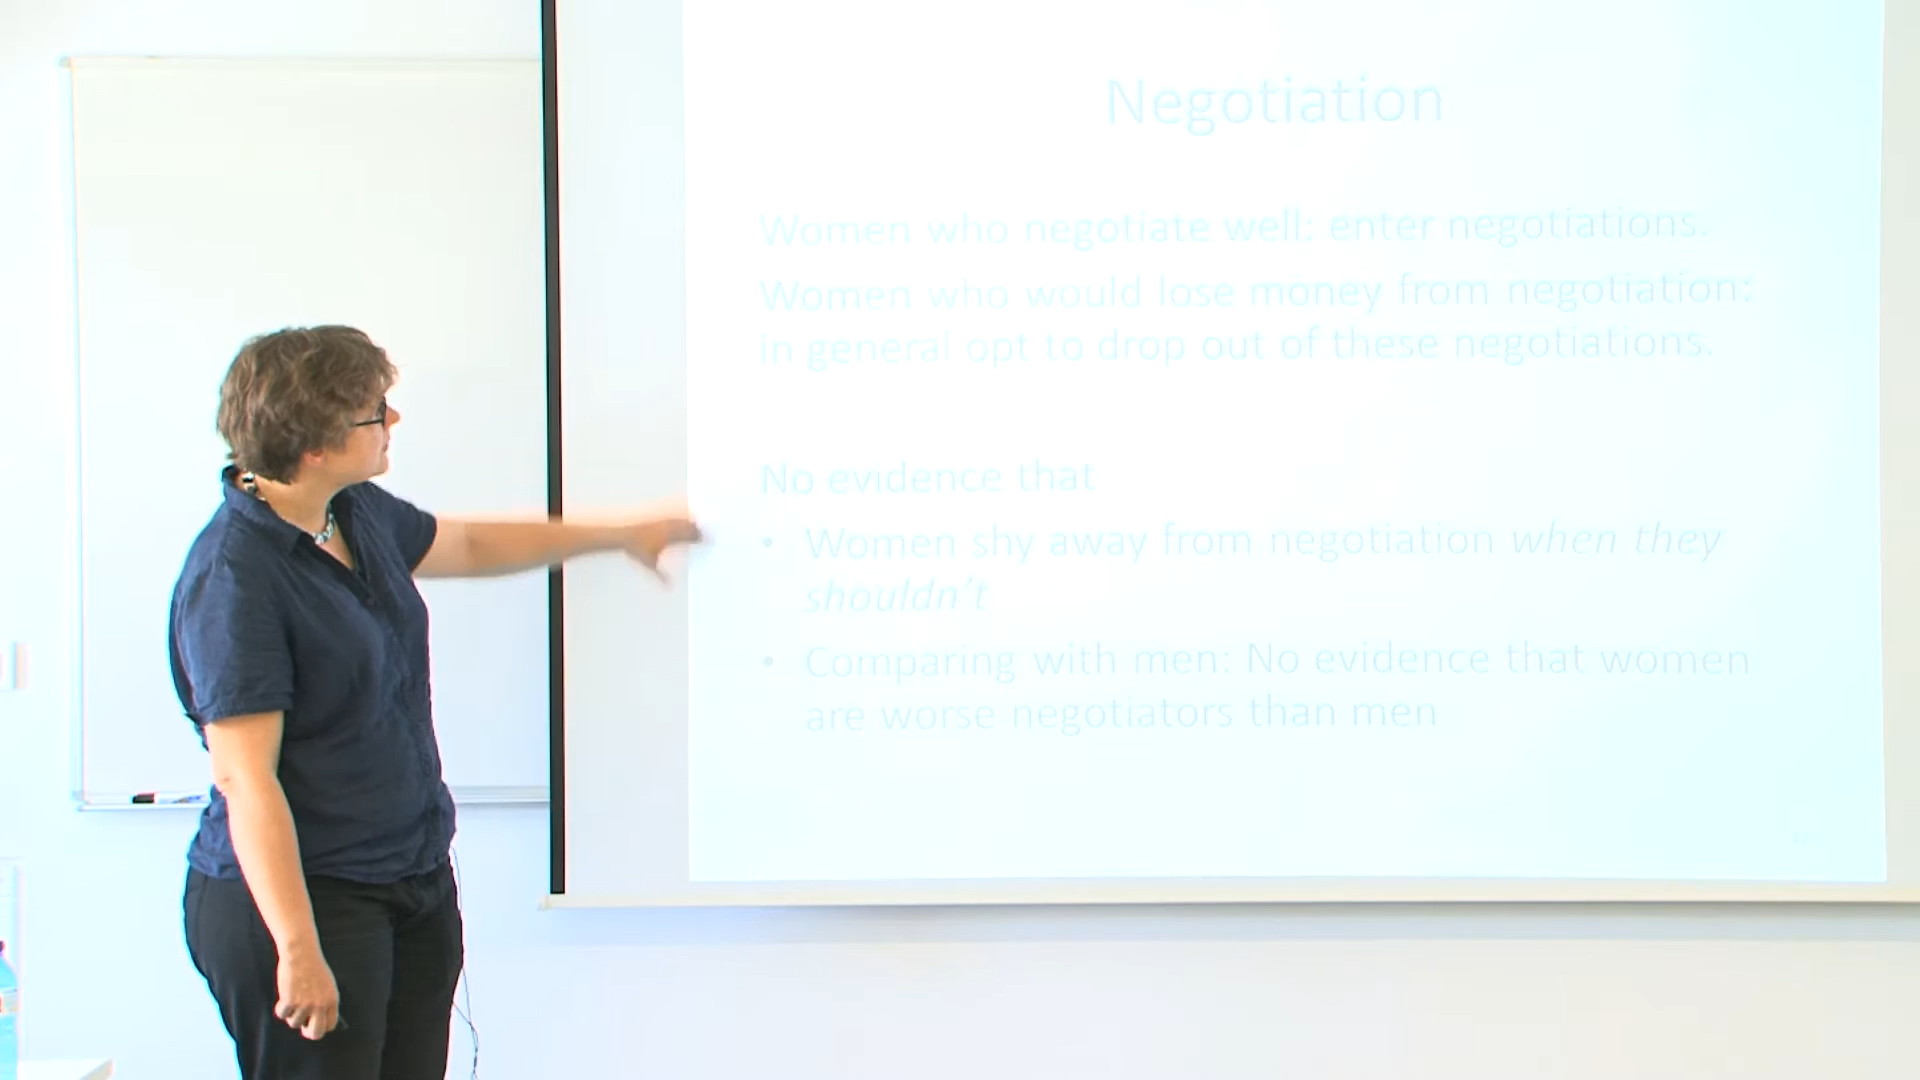 Negotiation
Women who negotiate well: enter negotiations.
Women who would lose money from negotiation:
in general opt to drop out of these negotiations.
No evidence that
• Women shy away from negotiation when they
shouldn't
• Comparing with men: No evidence that women
are worse negotiators than men